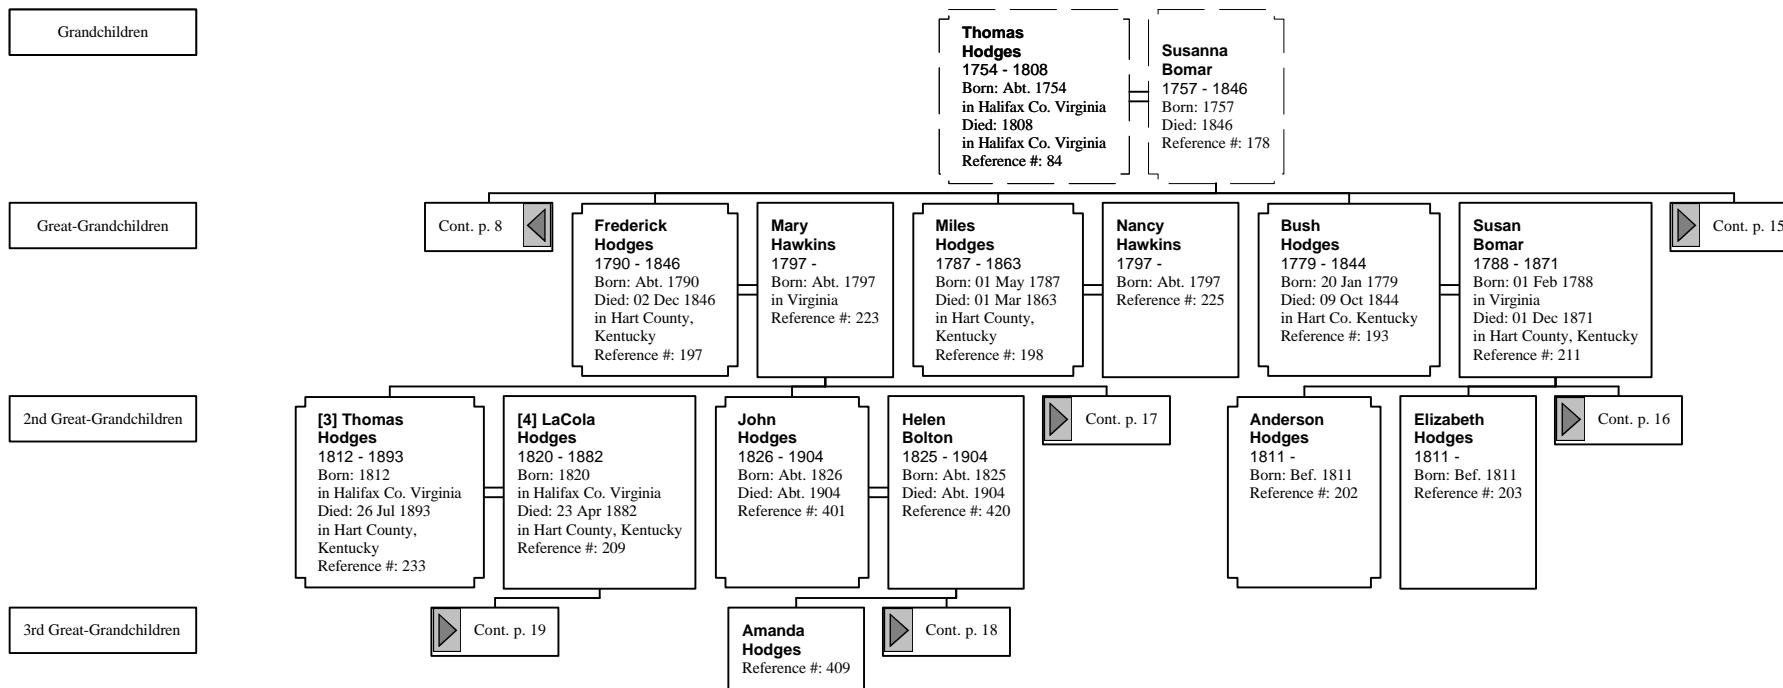 Grandchildren
Thomas
Hodges
1754 - 1808
Born: Abt. 1754
in Halifax Co. Virginia
Died: 1808
in Halifax Co. Virginia
Reference #: 84
Susanna
Bomar
1757 - 1846
Born: 1757
Died: 1846
Reference #: 178
Great-Grandchildren
Cont. p. 8
Frederick
Hodges
1790 - 1846
Born: Abt. 1790
Died: 02 Dec 1846
in Hart County,
Kentucky
Reference #: 197
Mary
Hawkins
1797 -
Born: Abt. 1797
in Virginia
Reference #: 223
Miles
Hodges
1787 - 1863
Born: 01 May 1787
Died: 01 Mar 1863
in Hart County,
Kentucky
Reference #: 198
Nancy
Hawkins
1797 -
Born: Abt. 1797
Reference #: 225
Bush
Hodges
1779 - 1844
Born: 20 Jan 1779
Died: 09 Oct 1844
in Hart Co. Kentucky
Reference #: 193
Susan
Bomar
1788 - 1871
Born: 01 Feb 1788
in Virginia
Died: 01 Dec 1871
in Hart County, Kentucky
Reference #: 211
Cont. p. 15
2nd Great-Grandchildren
[3] Thomas
Hodges
1812 - 1893
Born: 1812
in Halifax Co. Virginia
Died: 26 Jul 1893
in Hart County,
Kentucky
Reference #: 233
[4] LaCola
Hodges
1820 - 1882
Born: 1820
in Halifax Co. Virginia
Died: 23 Apr 1882
in Hart County, Kentucky
Reference #: 209
John
Hodges
1826 - 1904
Born: Abt. 1826
Died: Abt. 1904
Reference #: 401
Helen
Bolton
1825 - 1904
Born: Abt. 1825
Died: Abt. 1904
Reference #: 420
Cont. p. 17
Anderson
Hodges
1811 -
Born: Bef. 1811
Reference #: 202
Elizabeth
Hodges
1811 -
Born: Bef. 1811
Reference #: 203
Cont. p. 16
3rd Great-Grandchildren
Cont. p. 19
Amanda
Hodges
Reference #: 409
Cont. p. 18